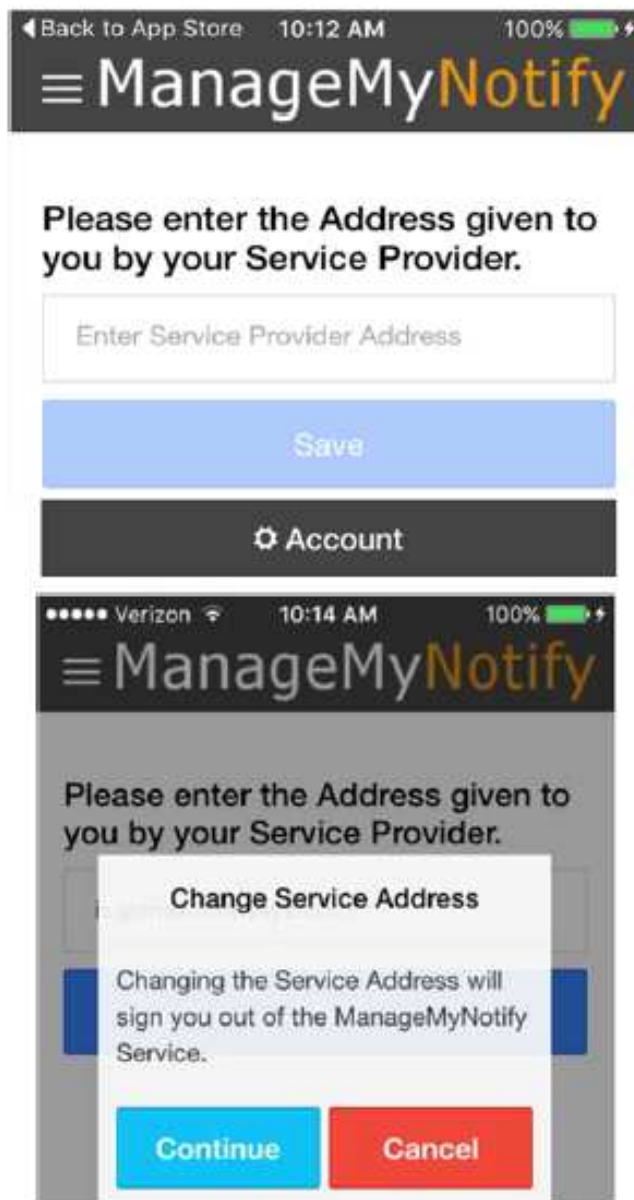 Back to App Store 10:12 AM 100%
ManageMyNotify
Please enter the Address given to
you by your Service Provider.
Enter Service Provider Address
Save
Account
Verizon 10:14 AM 100%
ManageMyNotify
Please enter the Address given to
you by your Service Provider.
Change Service Address
Changing the Service Address will
sign you out of the ManageMyNotify
Service.
Continue Cancel